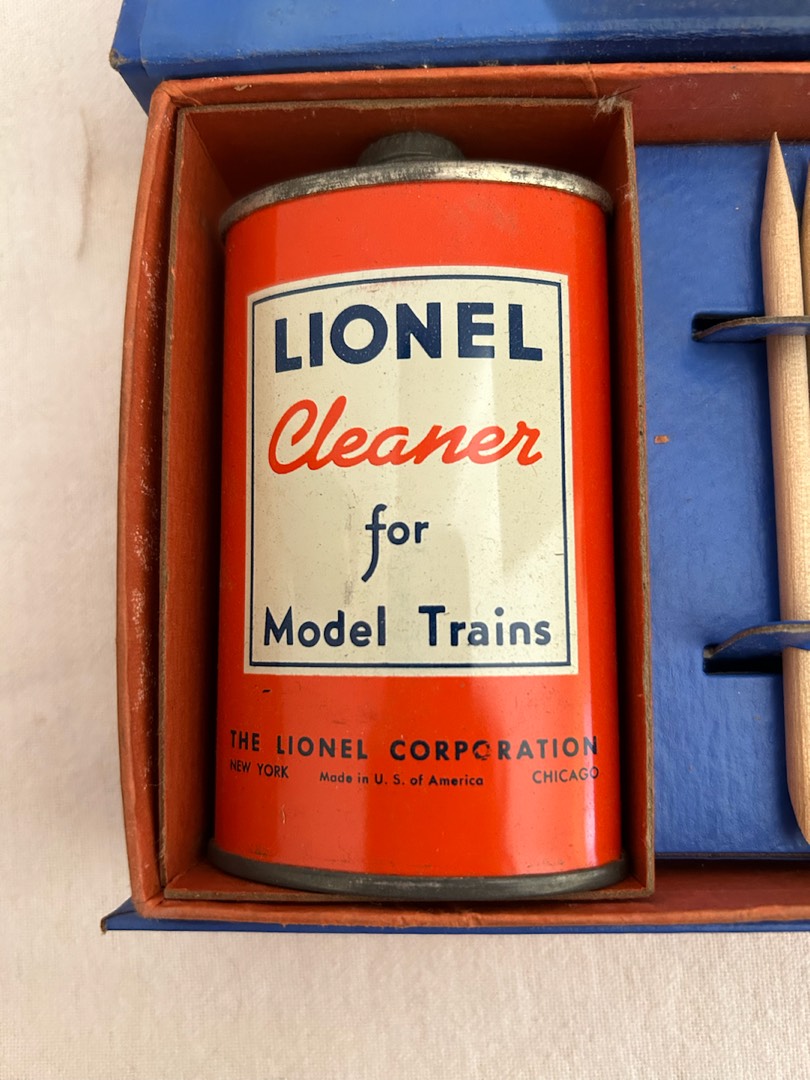 LIONEL
Cleaner
for
Model Trains
THE LIONEL CORPORATION
NEW YORK Made in U. S. of America CHICAGO